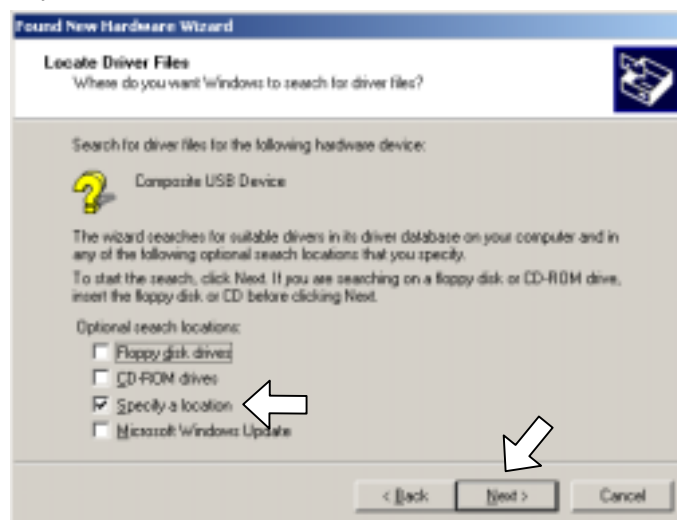 Found New Hardware Wizard
Locate Driver Files
Where do you want Windows to search for driver files?
Search for driver files for the following hardware device:
Composite USB Device
The wizard searches for suitable drivers in its driver database on your computer and in
any of the following optional search locations that you specify.
To start the search, click Next. If you are searching on a floppy disk or CD-ROM drive,
insert the floppy disk or CD before clicking Next.
Optional search locations:
Floppy disk drives
CD-ROM drives
Specify a location
Microsoft Windows Update
< Back Next > Cancel